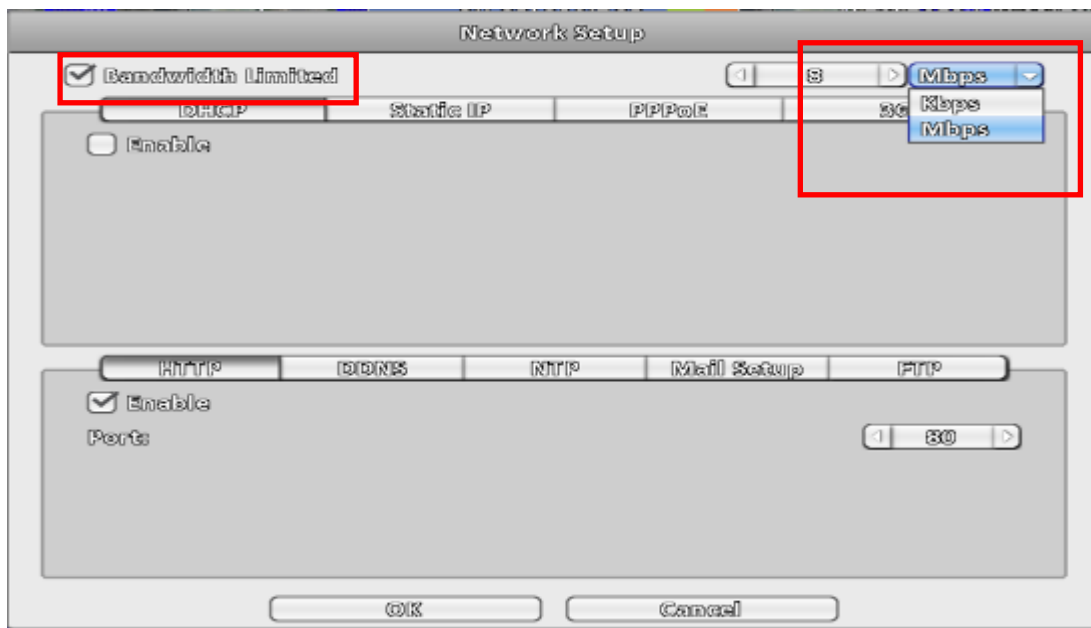 Network Setup
Bandwidth Limited 8 Mbps
Kbps
Mbps
DHCP Static IP PPPoE 3G
Enable
HTTP DDNS NTP Mail Setup FTP
Enable
Port: 80
OK Cancel